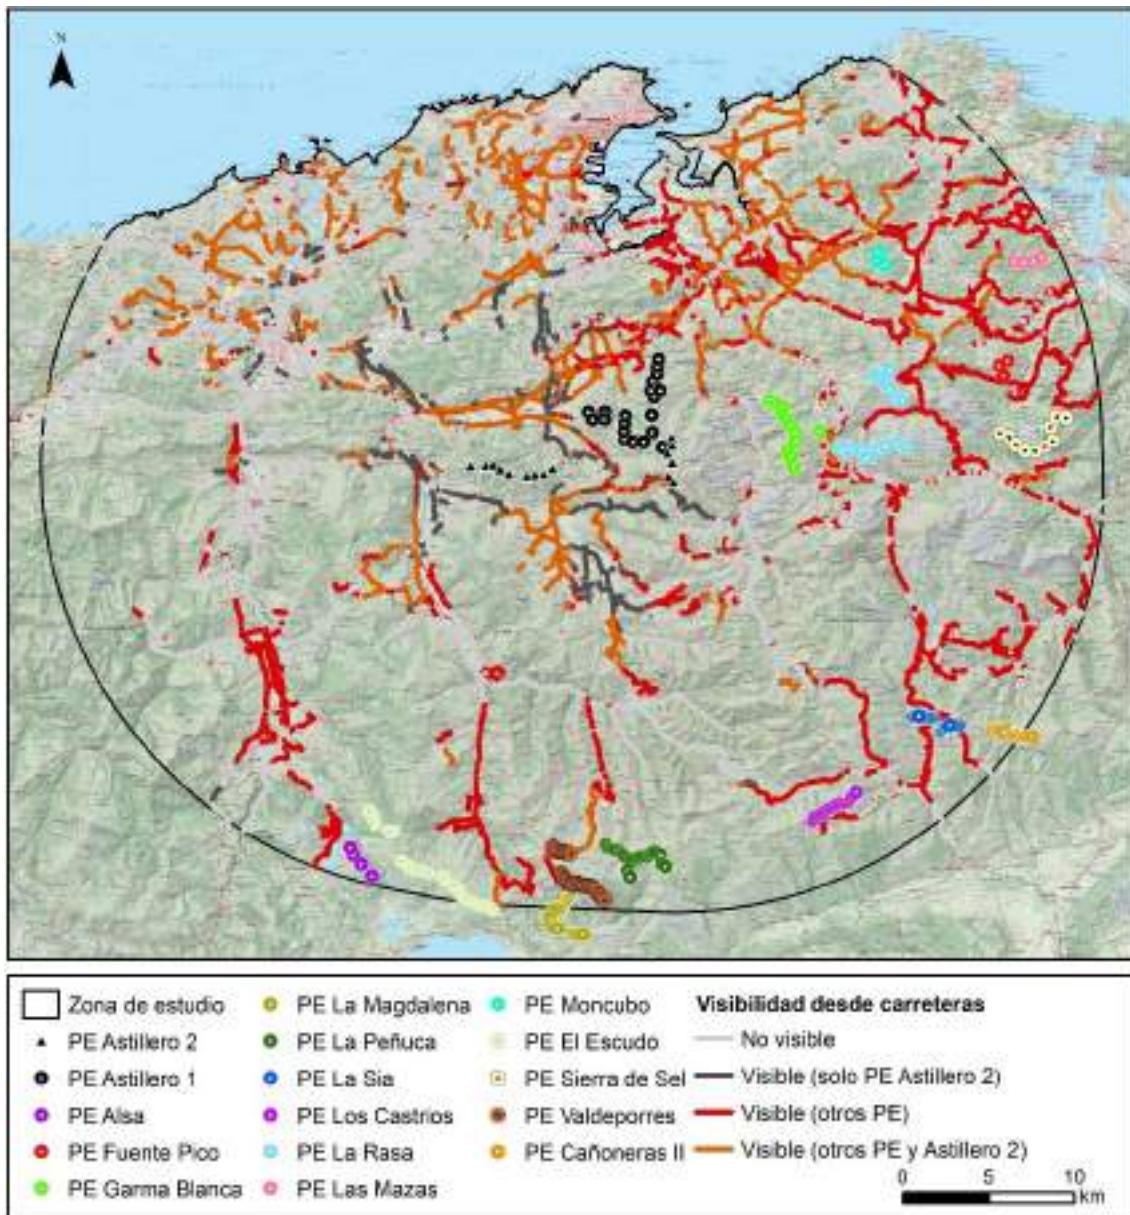 N
Zona de estudio
PE Astillero 2
PE Astillero 1
PE Alsa
PE Fuente Pico
PE Garma Blanca
PE La Magdalena
PE La Peñuca
PE La Sia
PE Los Castrios
PE La Rasa
PE Las Mazas
PE Moncubo
PE El Escudo
PE Sierra de Sel
PE Valdeporres
PE Cañoneras II
Visibilidad desde carreteras
No visible
Visible (solo PE Astillero 2)
Visible (otros PE)
Visible (otros PE y Astillero 2)
0 5 10
km